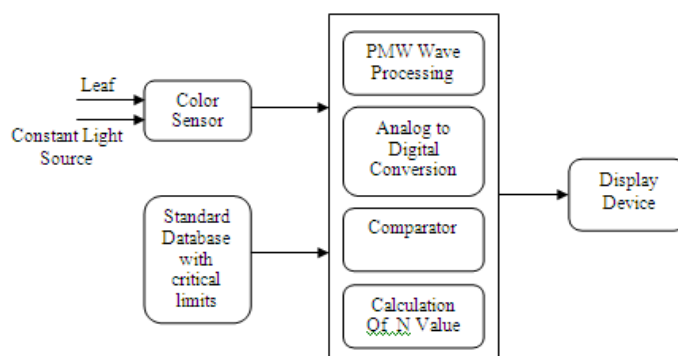 Leaf
Constant Light
Source
Color
Sensor
Standard
Database
with
critical
limits
PMW Wave
Processing
Analog to
Digital
Conversion
Comparator
Calculation
Of N Value
Display
Device